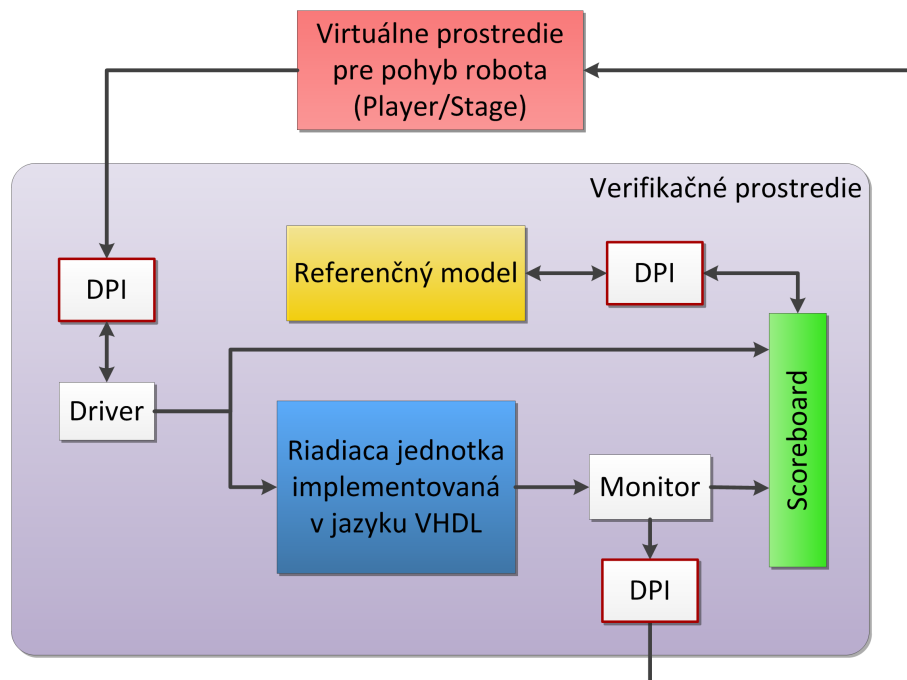 Virtuálne prostredie
pre pohyb robota
(Player/Stage)
Verifikačné prostredie
DPI
Referenčný model
DPI
Driver
Riadiaca jednotka
implementovaná
v jazyku VHDL
Monitor
Scoreboard
DPI